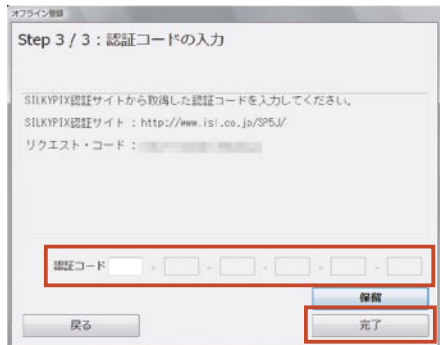 オフライン登録
Step 3 / 3：認証コードの入力
SILKYPIX認証サイトから取得した認証コードを入力してください。
SILKYPIX認証サイト ： http://www.isl.co.jp/SP5J/
リクエスト・コード ：
認証コード - - - - -
保留
戻る 完了